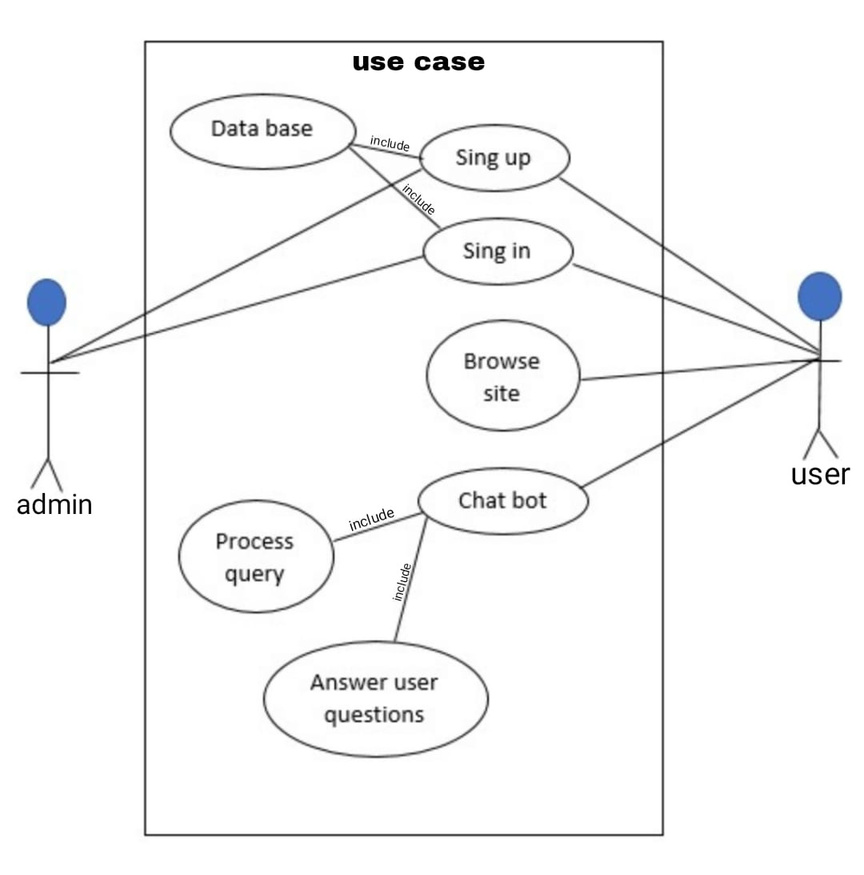 use case
Data base
include
Sing up
include
Sing in
Browse
site
admin
user
Chat bot
include
Process
query
include
Answer user
questions